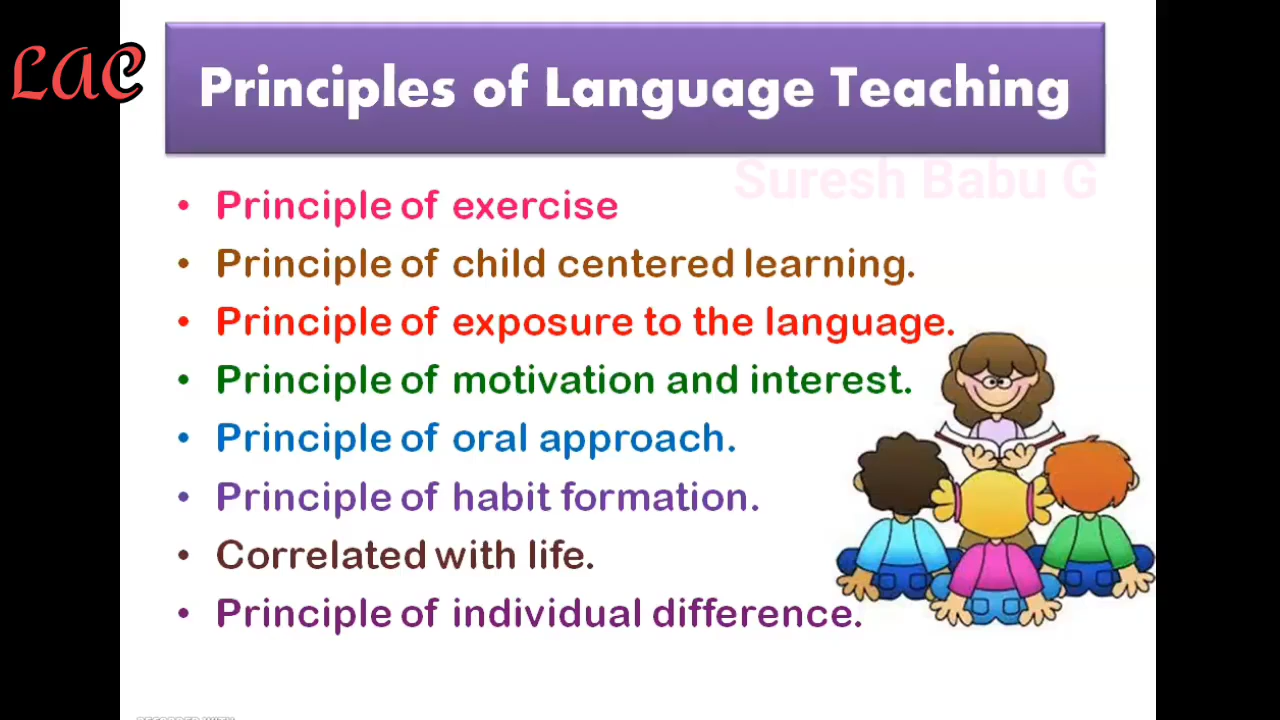 LAC
Principles of Language Teaching
Suresh Babu G
• Principle of exercise
• Principle of child centered learning.
• Principle of exposure to the language.
• Principle of motivation and interest.
• Principle of oral approach.
• Principle of habit formation.
• Correlated with life.
• Principle of individual difference.